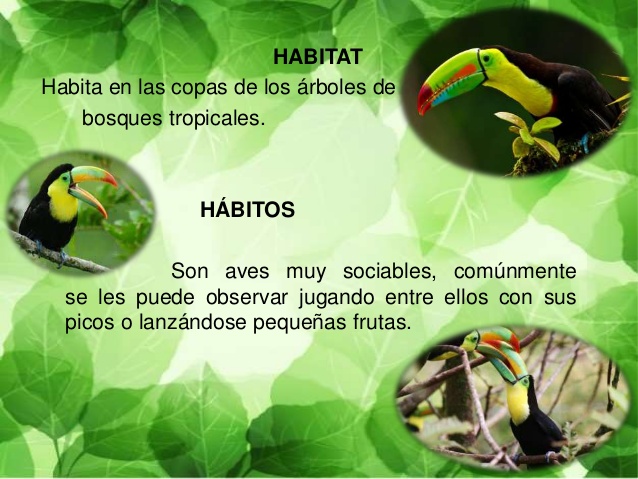 HABITAT
Habita en las copas de los árboles de
bosques tropicales.
HÁBITOS
Son aves muy sociables, comúnmente
se les puede observar jugando entre ellos con sus
picos o lanzándose pequeñas frutas.